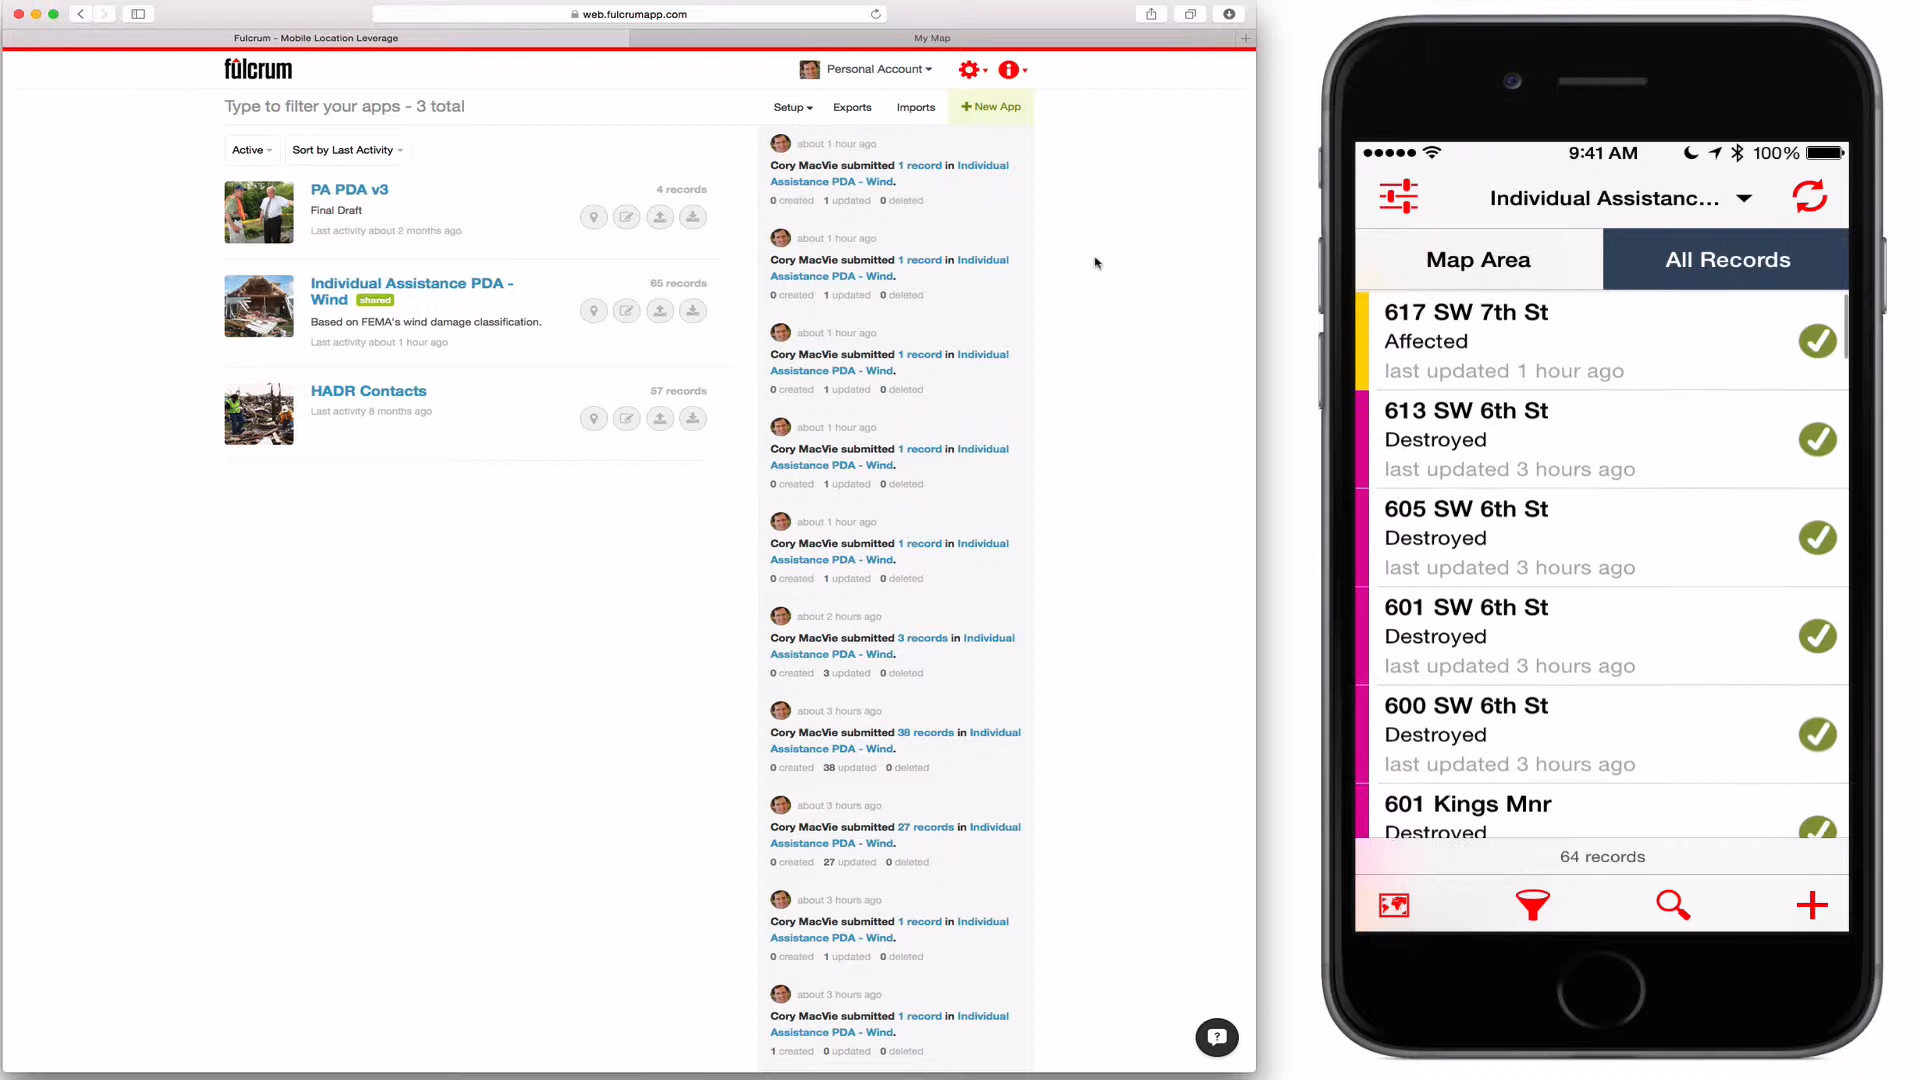 web.fulcrumapp.com
Fulcrum - Mobile Location Leverage
My Map
fulcrum
Personal Account
Type to filter your apps - 3 total
Setup
Exports
Imports
New App
Active
Sort by Last Activity
PA PDA v3
4 records
Final Draft
Last activity about 2 months ago
Individual Assistance PDA -
Wind shared
65 records
Based on FEMA's wind damage classification.
Last activity about 1 hour ago
HADR Contacts
57 records
Last activity 8 months ago
about 1 hour ago
Cory MacVie submitted 1 record in Individual
Assistance PDA - Wind.
0 created 1 updated 0 deleted
about 1 hour ago
Cory MacVie submitted 1 record in Individual
Assistance PDA - Wind.
0 created 1 updated 0 deleted
about 1 hour ago
Cory MacVie submitted 1 record in Individual
Assistance PDA - Wind.
0 created 1 updated 0 deleted
about 1 hour ago
Cory MacVie submitted 1 record in Individual
Assistance PDA - Wind.
0 created 1 updated 0 deleted
about 1 hour ago
Cory MacVie submitted 1 record in Individual
Assistance PDA - Wind.
0 created 1 updated 0 deleted
about 2 hours ago
Cory MacVie submitted 3 records in Individual
Assistance PDA - Wind.
0 created 3 updated 0 deleted
about 3 hours ago
Cory MacVie submitted 38 records in Individual
Assistance PDA - Wind.
0 created 38 updated 0 deleted
about 3 hours ago
Cory MacVie submitted 27 records in Individual
Assistance PDA - Wind.
0 created 27 updated 0 deleted
about 3 hours ago
Cory MacVie submitted 1 record in Individual
Assistance PDA - Wind.
0 created 1 updated 0 deleted
about 3 hours ago
Cory MacVie submitted 1 record in Individual
Assistance PDA - Wind.
1 created 0 updated 0 deleted
9:41 AM 100%
Individual Assistanc...
Map Area
All Records
617 SW 7th St
Affected
last updated 1 hour ago
613 SW 6th St
Destroyed
last updated 3 hours ago
605 SW 6th St
Destroyed
last updated 3 hours ago
601 SW 6th St
Destroyed
last updated 3 hours ago
600 SW 6th St
Destroyed
last updated 3 hours ago
601 Kings Mnr
Destroyed
64 records